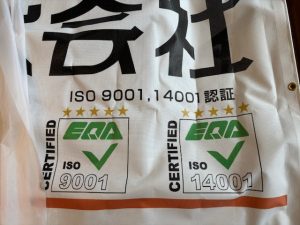 会社
ISO 9001,14001 認証
CERTIFIED
EQA
ISO
9001
CERTIFIED
EQA
ISO
14001